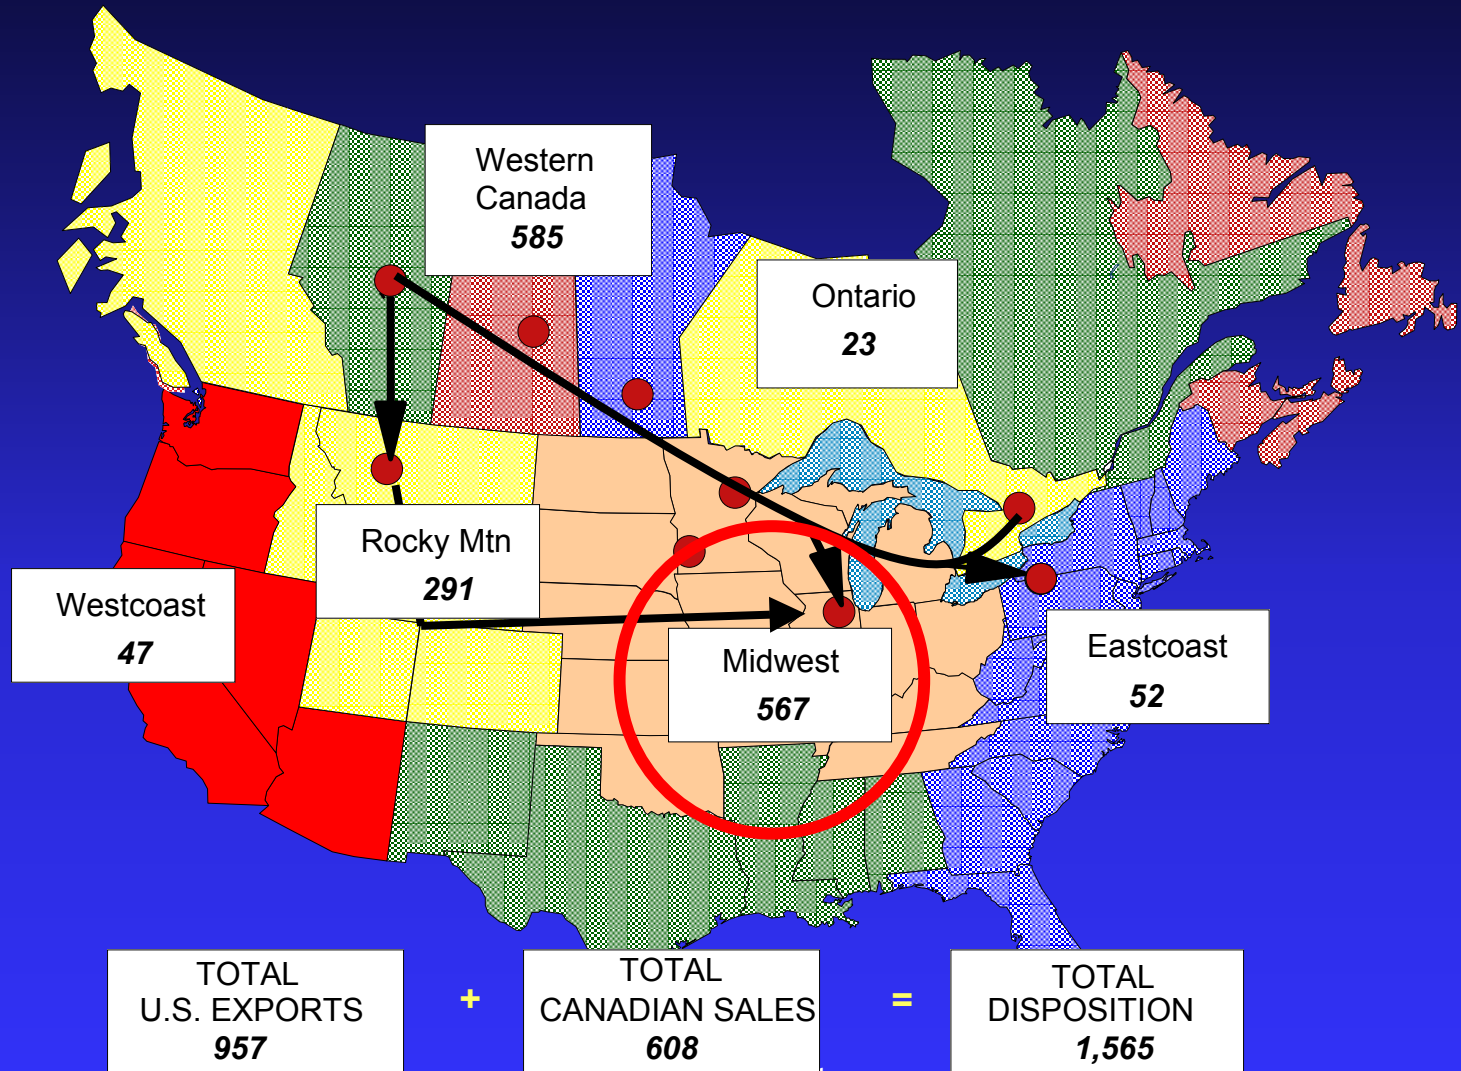 Western
Canada
585
Ontario
23
Rocky Mtn
291
Westcoast
47
Midwest
567
Eastcoast
52
TOTAL
U.S. EXPORTS
957
+
TOTAL
CANADIAN SALES
608
=
TOTAL
DISPOSITION
1,565